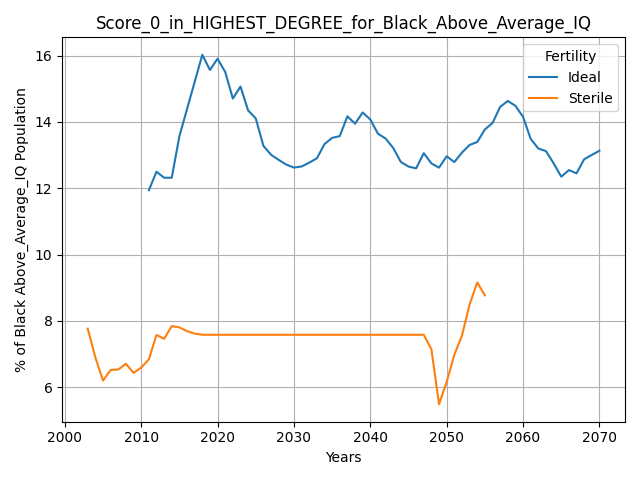 Score_0_in_HIGHEST_DEGREE_for_Black_Above_Average_IQ
Fertility
Ideal
Sterile
% of Black Above_Average_IQ Population
16
14
12
10
8
6
2000 2010 2020 2030 2040 2050 2060 2070
Years